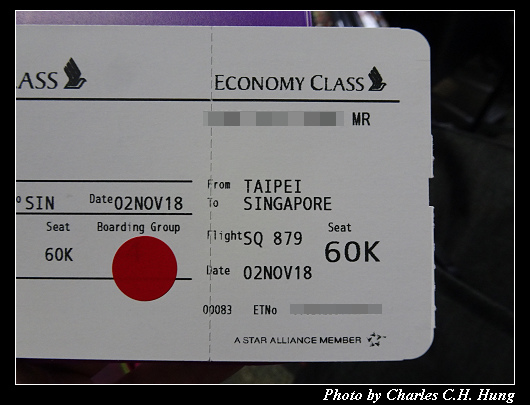 ASS
ECONOMY CLASS
MR
From TAIPEI
To SINGAPORE
o SIN Date 02NOV18
Seat Boarding Group
60K
Flight SQ 879 Seat
60K
Date 02NOV18
00083 ETNo
A STAR ALLIANCE MEMBER
Photo by Charles C.H. Hung